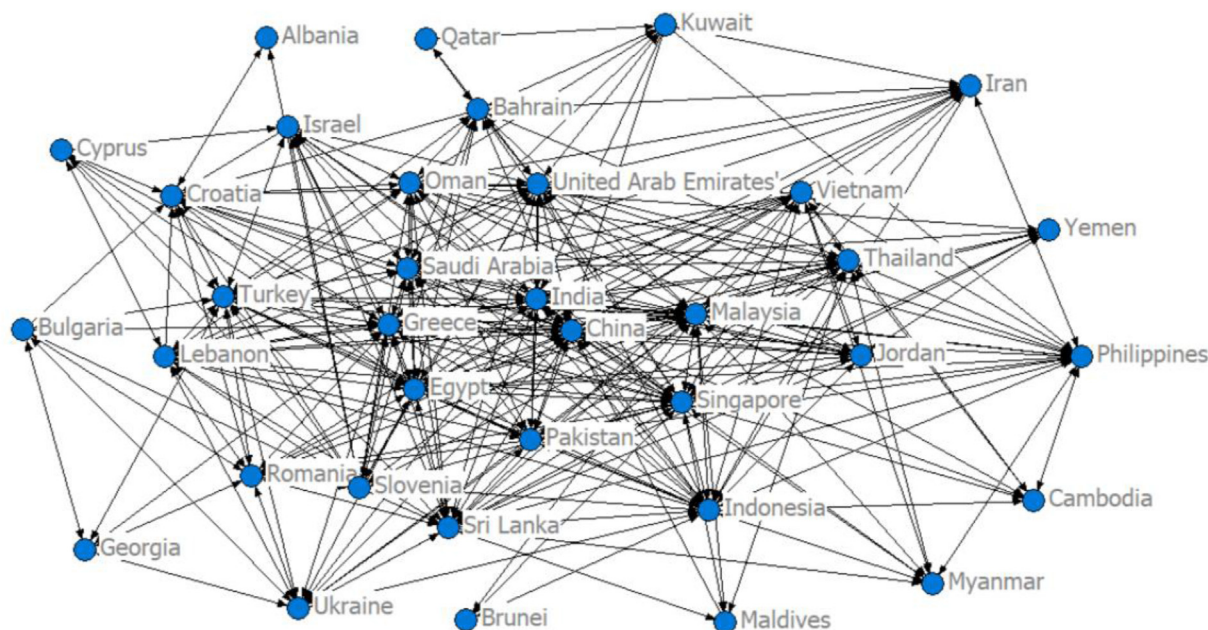 Albania
Qatar
Kuwait
Iran
Bahrain
Israel
Cyprus
Croatia
Oman
United Arab Emirates'
Vietnam
Yemen
Saudi Arabia
Thailand
Turkey
India
Malaysia
Bulgaria
Lebanon
Greece
China
Jordan
Philippines
Egypt
Singapore
Pakistan
Romania
Slovenia
Sri Lanka
Indonesia
Cambodia
Georgia
Ukraine
Brunei
Maldives
Myanmar